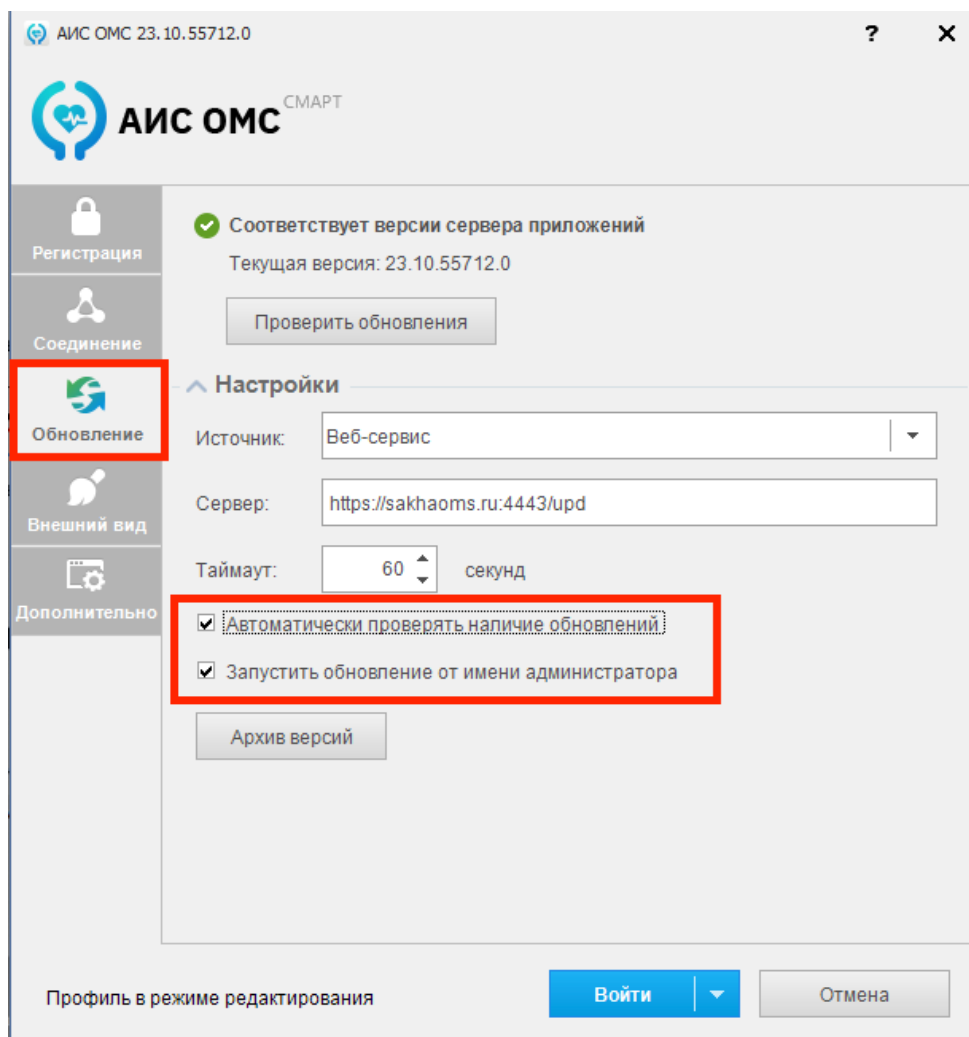 АИС ОМС 23.10.55712.0
?
АИС ОМС СМАРТ
Регистрация
Соединение
Обновление
Внешний вид
Дополнительно
Соответствует версии сервера приложений
Текущая версия: 23.10.55712.0
Проверить обновления
Настройки
Источник: Веб-сервис
Сервер: https://sakhaoms.ru:4443/upd
Таймаут: 60 секунд
Автоматически проверять наличие обновлений
Запустить обновление от имени администратора
Архив версий
Профиль в режиме редактирования
Войти
Отмена